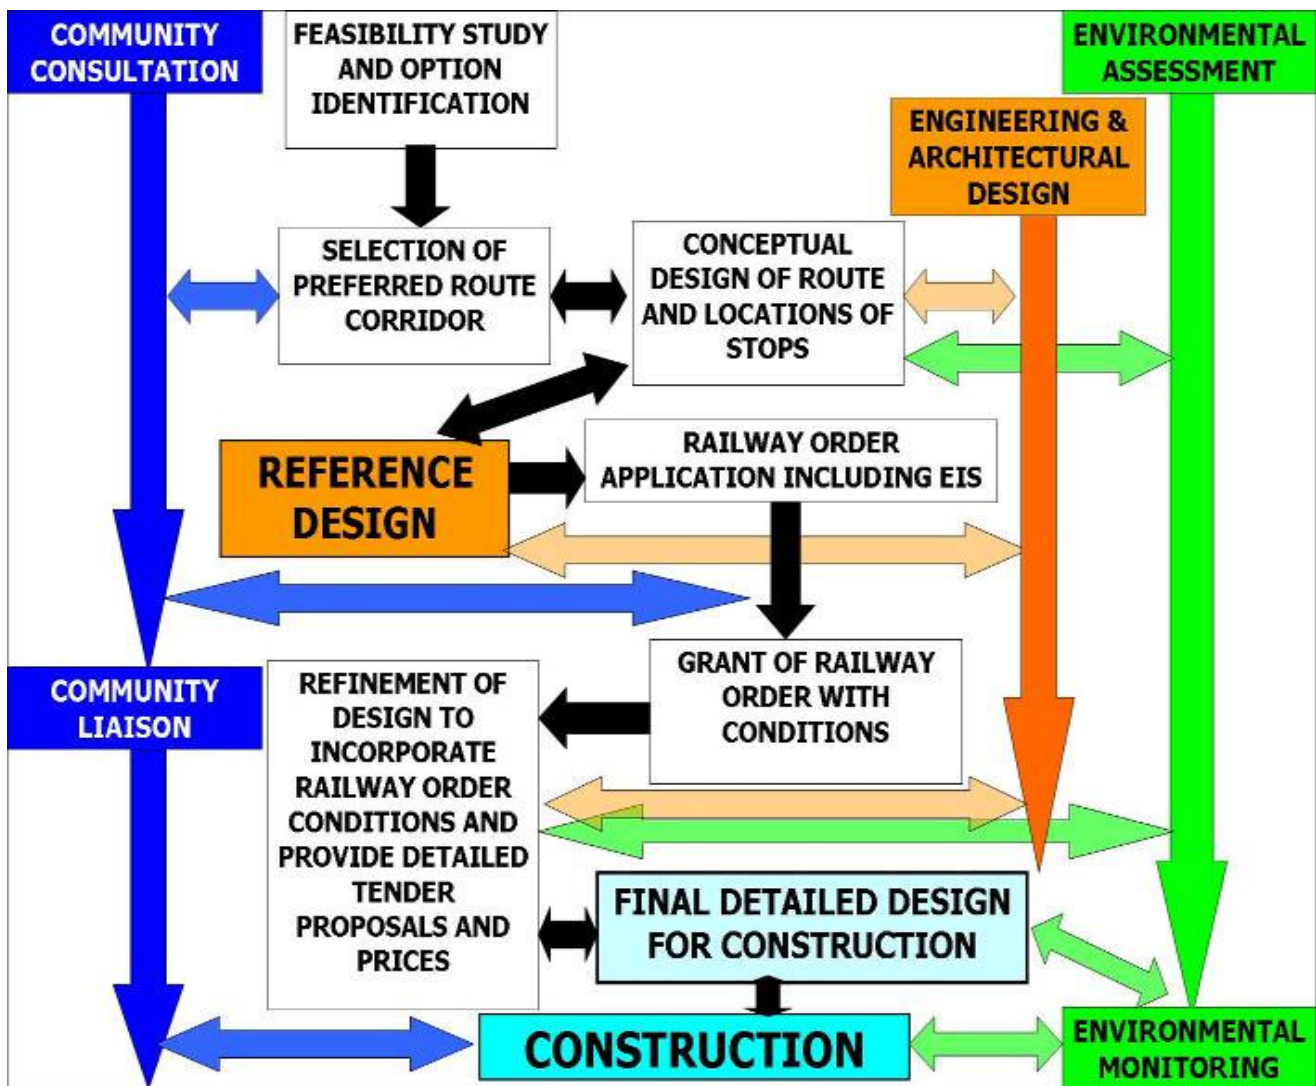 COMMUNITY
CONSULTATION
FEASIBILITY STUDY
AND OPTION
IDENTIFICATION
ENVIRONMENTAL
ASSESSMENT
ENGINEERING &
ARCHITECTURAL
DESIGN
SELECTION OF
PREFERRED ROUTE
CORRIDOR
CONCEPTUAL
DESIGN OF ROUTE
AND LOCATIONS OF
STOPS
REFERENCE
DESIGN
RAILWAY ORDER
APPLICATION INCLUDING EIS
COMMUNITY
LIAISON
REFINEMENT OF
DESIGN TO
INCORPORATE
RAILWAY ORDER
CONDITIONS AND
PROVIDE DETAILED
TENDER
PROPOSALS AND
PRICES
GRANT OF RAILWAY
ORDER WITH
CONDITIONS
FINAL DETAILED DESIGN
FOR CONSTRUCTION
CONSTRUCTION
ENVIRONMENTAL
MONITORING